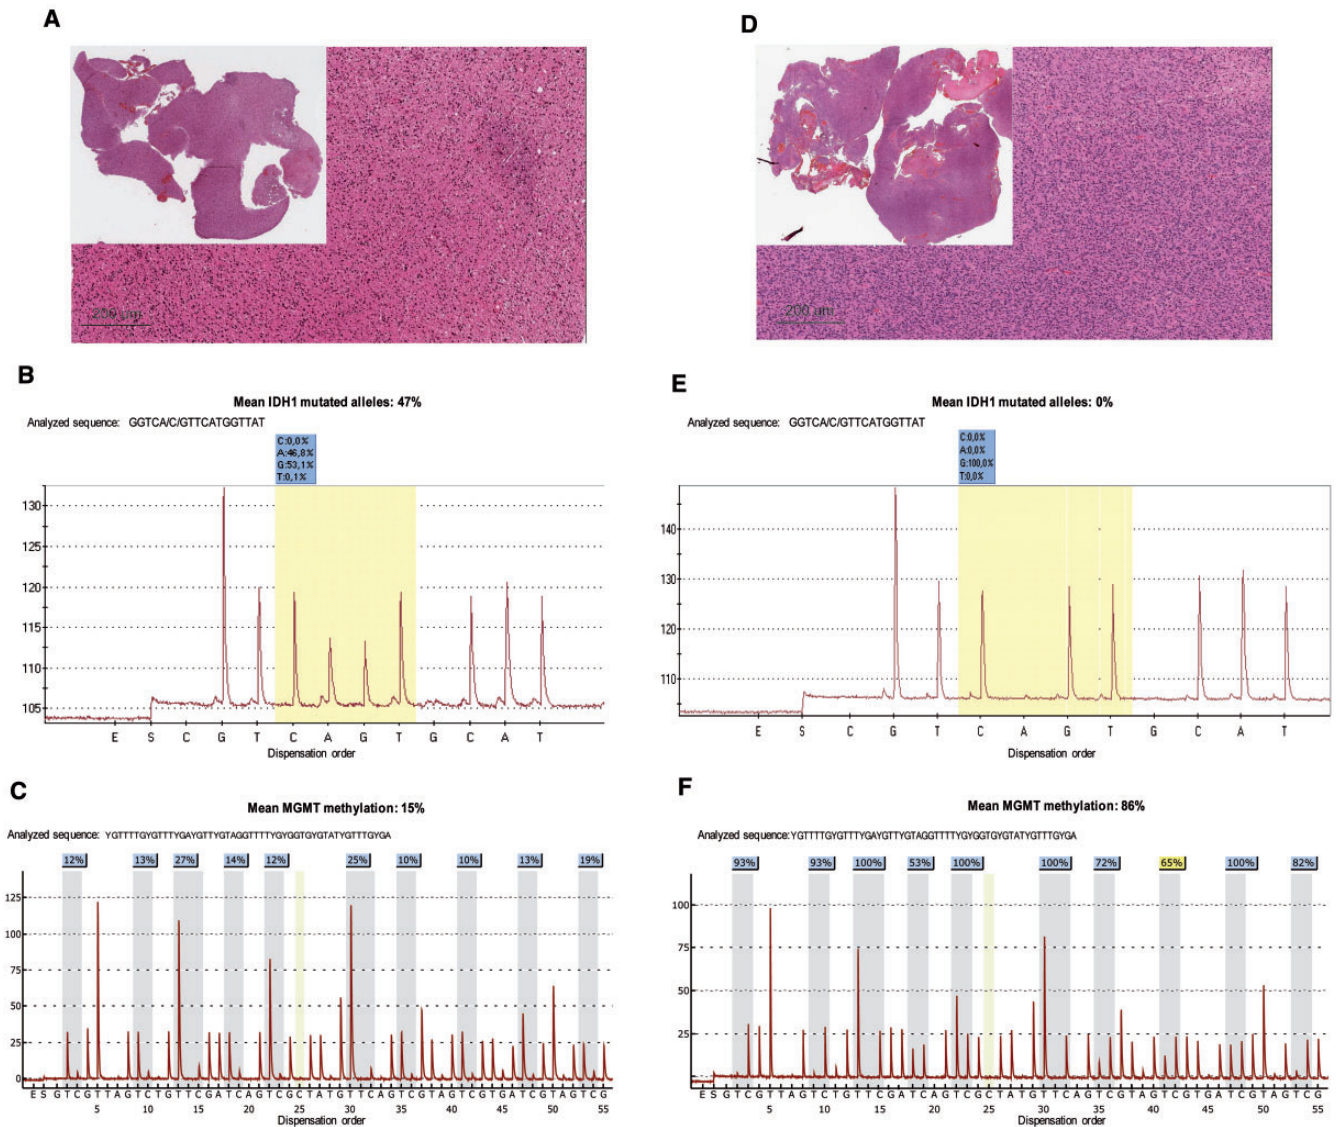 A
D
200 um
200 um
B
Mean IDH1 mutated alleles: 47%
Analyzed sequence: GGTCA/C/GTTCATGGTTAT
C:0,0%
A:46,8%
G:53,1%
T:0,1%
130
125
120
115
110
105
E S C G T C A G T G C A T
Dispensation order
E
Mean IDH1 mutated alleles: 0%
Analyzed sequence: GGTCA/C/GTTCATGGTTAT
C:0,0%
A:0,0%
G:100,0%
T:0,0%
140
130
120
110
E S C G T C A G T G C A T
Dispensation order
C
Mean MGMT methylation: 15%
Analyzed sequence: YGTTTTGYGTTTYGAYGTTYGTAGGTTTTYGYGGTGYGTATYGTTTGYGA
12% 13% 27% 14% 12% 25% 10% 10% 13% 19%
125
100
75
50
25
0
E S G T C G T T A G T C T G T T C G A T C A G T C G C T A T G T T C A G T C G T A G T C G T G A T C G T A G T C G
5 10 15 20 25 30 35 40 45 50 55
Dispensation order
F
Mean MGMT methylation: 86%
Analyzed sequence:YGTTTTGYGTTTYGAYGTTYGTAGGTTTTYGYGGTGYGTATYGTTTGYGA
93% 93% 100% 53% 100% 100% 72% 65% 100% 82%
100
75
50
25
E S G T C G T T A G T C T G T T C G A T C A G T C G C T A T G T T C A G T C G T A G T C G T G A T C G T A G T C G
5 10 15 20 25 30 35 40 45 50 55
Dispensation order